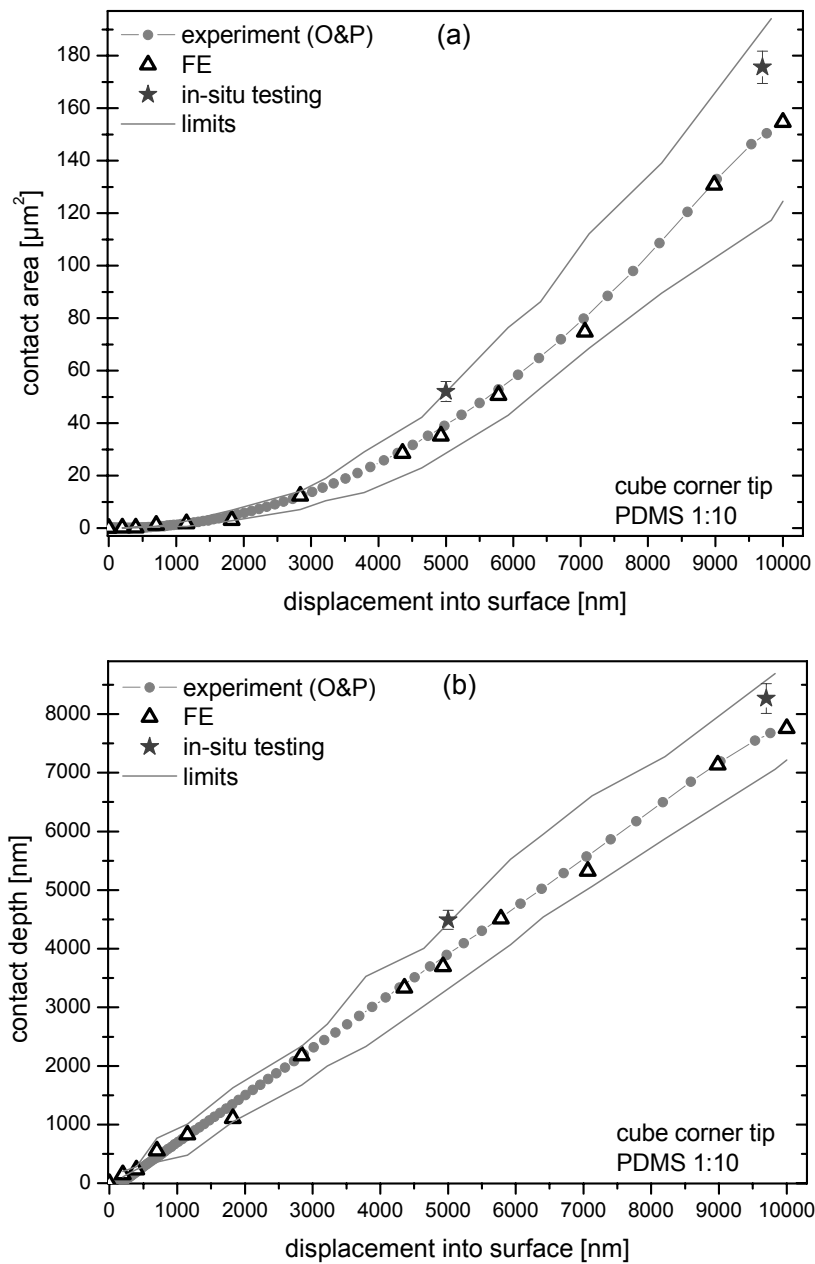 experiment (O&P)
(a)
FE
in-situ testing
limits
180
160
140
120
100
80
60
40
20
0
contact area [µm²]
cube corner tip
PDMS 1:10
0 1000 2000 3000 4000 5000 6000 7000 8000 9000 10000
displacement into surface [nm]
experiment (O&P)
(b)
FE
in-situ testing
limits
8000
7000
6000
5000
4000
3000
2000
1000
0
contact depth [nm]
cube corner tip
PDMS 1:10
0 1000 2000 3000 4000 5000 6000 7000 8000 9000 10000
displacement into surface [nm]